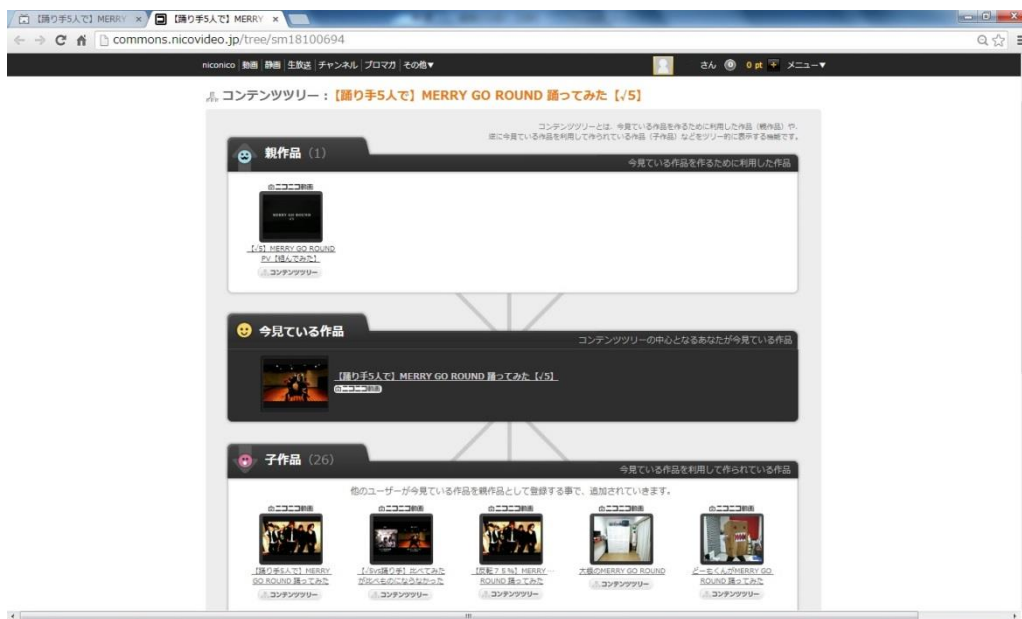 【踊り手5人で】MERRY ×
【踊り手5人で】MERRY ×
commons.nicovideo.jp/tree/sm18100694
niconico 動画 静画 生放送 チャンネル ブロマガ その他▼
さん 0 pt + メニュー▼
コンテンツツリー：【踊り手5人で】MERRY GO ROUND 踊ってみた【√5】
コンテンツツリーとは、今見ている作品を作るために利用した作品（親作品）や、
逆に今見ている作品を利用して作られている作品（子作品）などをツリー的に表示する機能です。
親作品（1）
今見ている作品を作るために利用した作品
ニコニコ動画
MERRY GO ROUND
【√5】MERRY GO ROUND
PV【組んでみた】
コンテンツツリー
今見ている作品
コンテンツツリーの中心となるあなたが今見ている作品
【踊り手5人で】MERRY GO ROUND 踊ってみた【√5】
ニコニコ動画
子作品（26）
今見ている作品を利用して作られている作品
他のユーザーが今見ている作品を親作品として登録する事で、追加されていきます。
ニコニコ動画 ニコニコ動画 ニコニコ動画 ニコニコ動画 ニコニコ動画
【踊り手5人で】MERRY
GO ROUND 踊ってみた
コンテンツツリー
【√5vs踊り手】比べてみた
が比べものにならなかった
コンテンツツリー
【反転７５%】MERRY
ROUND 踊ってみた
コンテンツツリー
大根のMERRY GO ROUND
コンテンツツリー
どーもくんがMERRY GO
ROUND 踊ってみた
コンテンツツリー